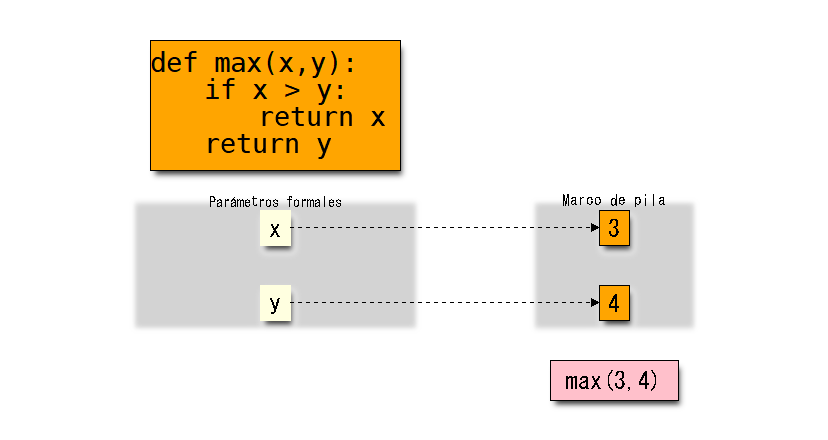 def max(x,y):
if x > y:
return x
return y
Parámetros formales
Marco de pila
x
3
y
4
max(3,4)